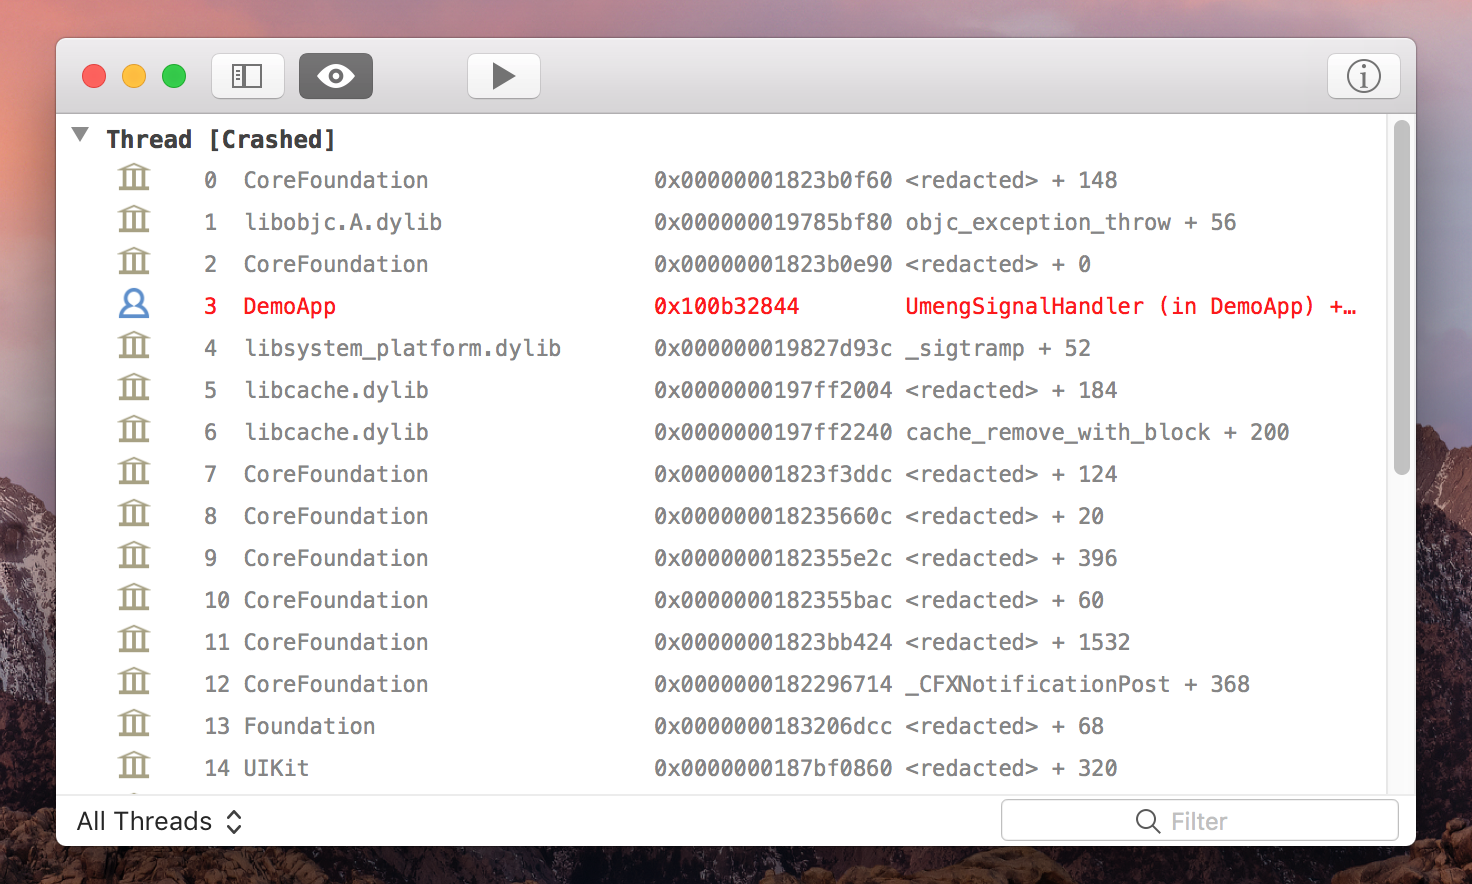 Thread [Crashed]
0 CoreFoundation 0x00000001823b0f60 <redacted> + 148
1 libobjc.A.dylib 0x000000019785bf80 objc_exception_throw + 56
2 CoreFoundation 0x00000001823b0e90 <redacted> + 0
3 DemoApp 0x100b32844 UmengSignalHandler (in DemoApp) +…
4 libsystem_platform.dylib 0x000000019827d93c _sigtramp + 52
5 libcache.dylib 0x0000000197ff2004 <redacted> + 184
6 libcache.dylib 0x0000000197ff2240 cache_remove_with_block + 200
7 CoreFoundation 0x00000001823f3ddc <redacted> + 124
8 CoreFoundation 0x000000018235660c <redacted> + 20
9 CoreFoundation 0x0000000182355e2c <redacted> + 396
10 CoreFoundation 0x0000000182355bac <redacted> + 60
11 CoreFoundation 0x00000001823bb424 <redacted> + 1532
12 CoreFoundation 0x0000000182296714 _CFXNotificationPost + 368
13 Foundation 0x0000000183206dcc <redacted> + 68
14 UIKit 0x0000000187bf0860 <redacted> + 320
All Threads Filter